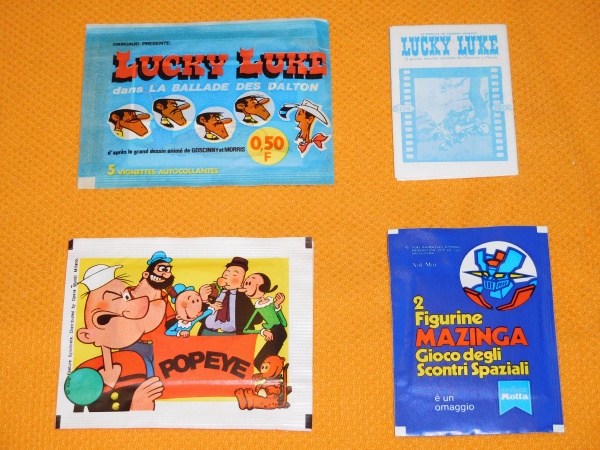 DARGAUD PRESENTE:
LUCKY LUKE
dans LA BALLADE DES DALTON
0,50
F
d'après le grand dessin animé de GOSCINNY et MORRIS
5 VIGNETTES AUTOCOLLANTES
LUCKY LUKE
POPEYE
2
Figurine
MAZINGA
Gioco degli
Scontri Spaziali
è un
omaggio
Motta